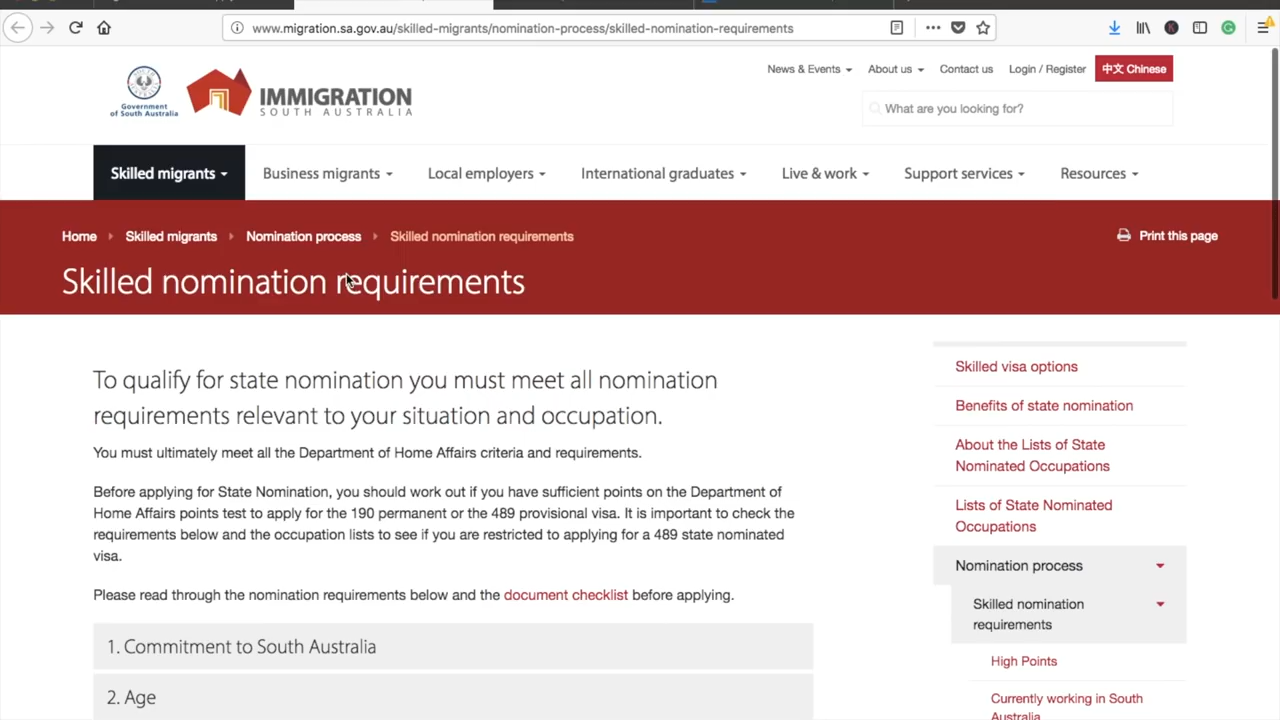 www.migration.sa.gov.au/skilled-migrants/nomination-process/skilled-nomination-requirements
News & Events
About us
Contact us
Login / Register
中文 Chinese
Government
of South Australia
IMMIGRATION
SOUTH AUSTRALIA
What are you looking for?
Skilled migrants
Business migrants
Local employers
International graduates
Live & work
Support services
Resources
Home
Skilled migrants
Nomination process
Skilled nomination requirements
Print this page
Skilled nomination requirements
To qualify for state nomination you must meet all nomination
requirements relevant to your situation and occupation.
You must ultimately meet all the Department of Home Affairs criteria and requirements.
Before applying for State Nomination, you should work out if you have sufficient points on the Department of
Home Affairs points test to apply for the 190 permanent or the 489 provisional visa. It is important to check the
requirements below and the occupation lists to see if you are restricted to applying for a 489 state nominated
visa.
Please read through the nomination requirements below and the document checklist before applying.
1. Commitment to South Australia
2. Age
Skilled visa options
Benefits of state nomination
About the Lists of State
Nominated Occupations
Lists of State Nominated
Occupations
Nomination process
Skilled nomination
requirements
High Points
Currently working in South
Australia